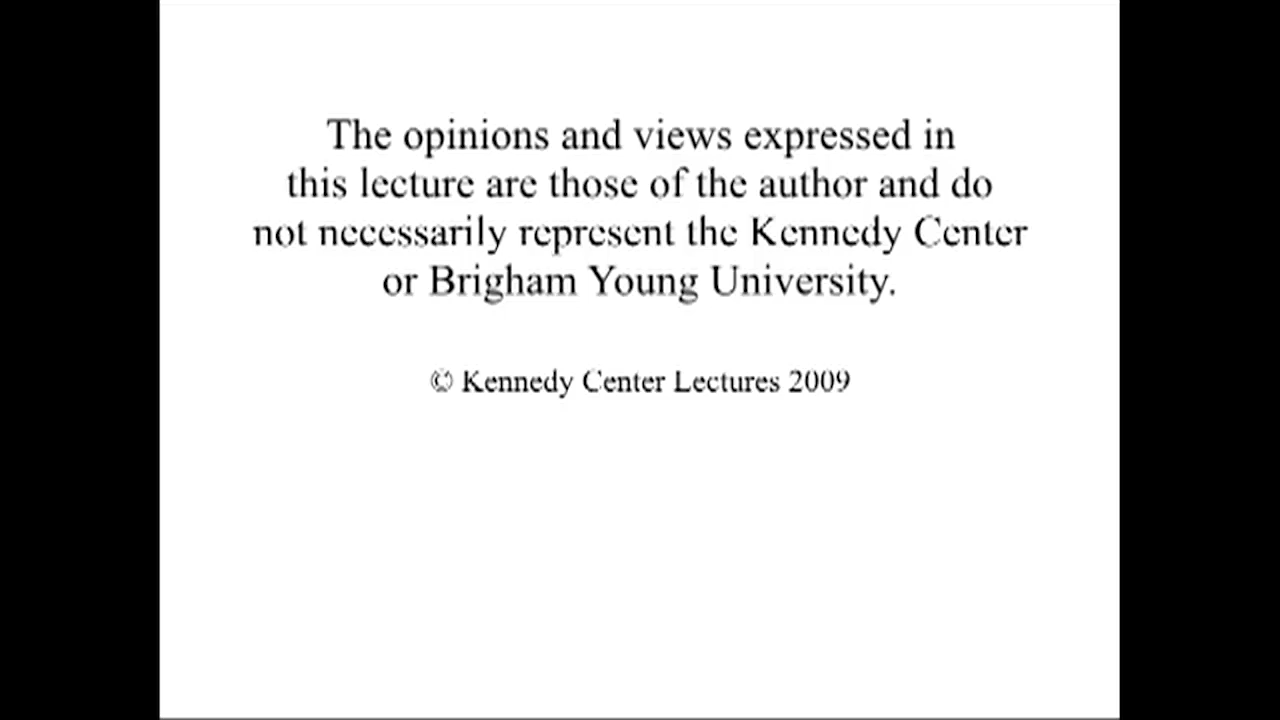 The opinions and views expressed in
this lecture are those of the author and do
not necessarily represent the Kennedy Center
or Brigham Young University.
© Kennedy Center Lectures 2009